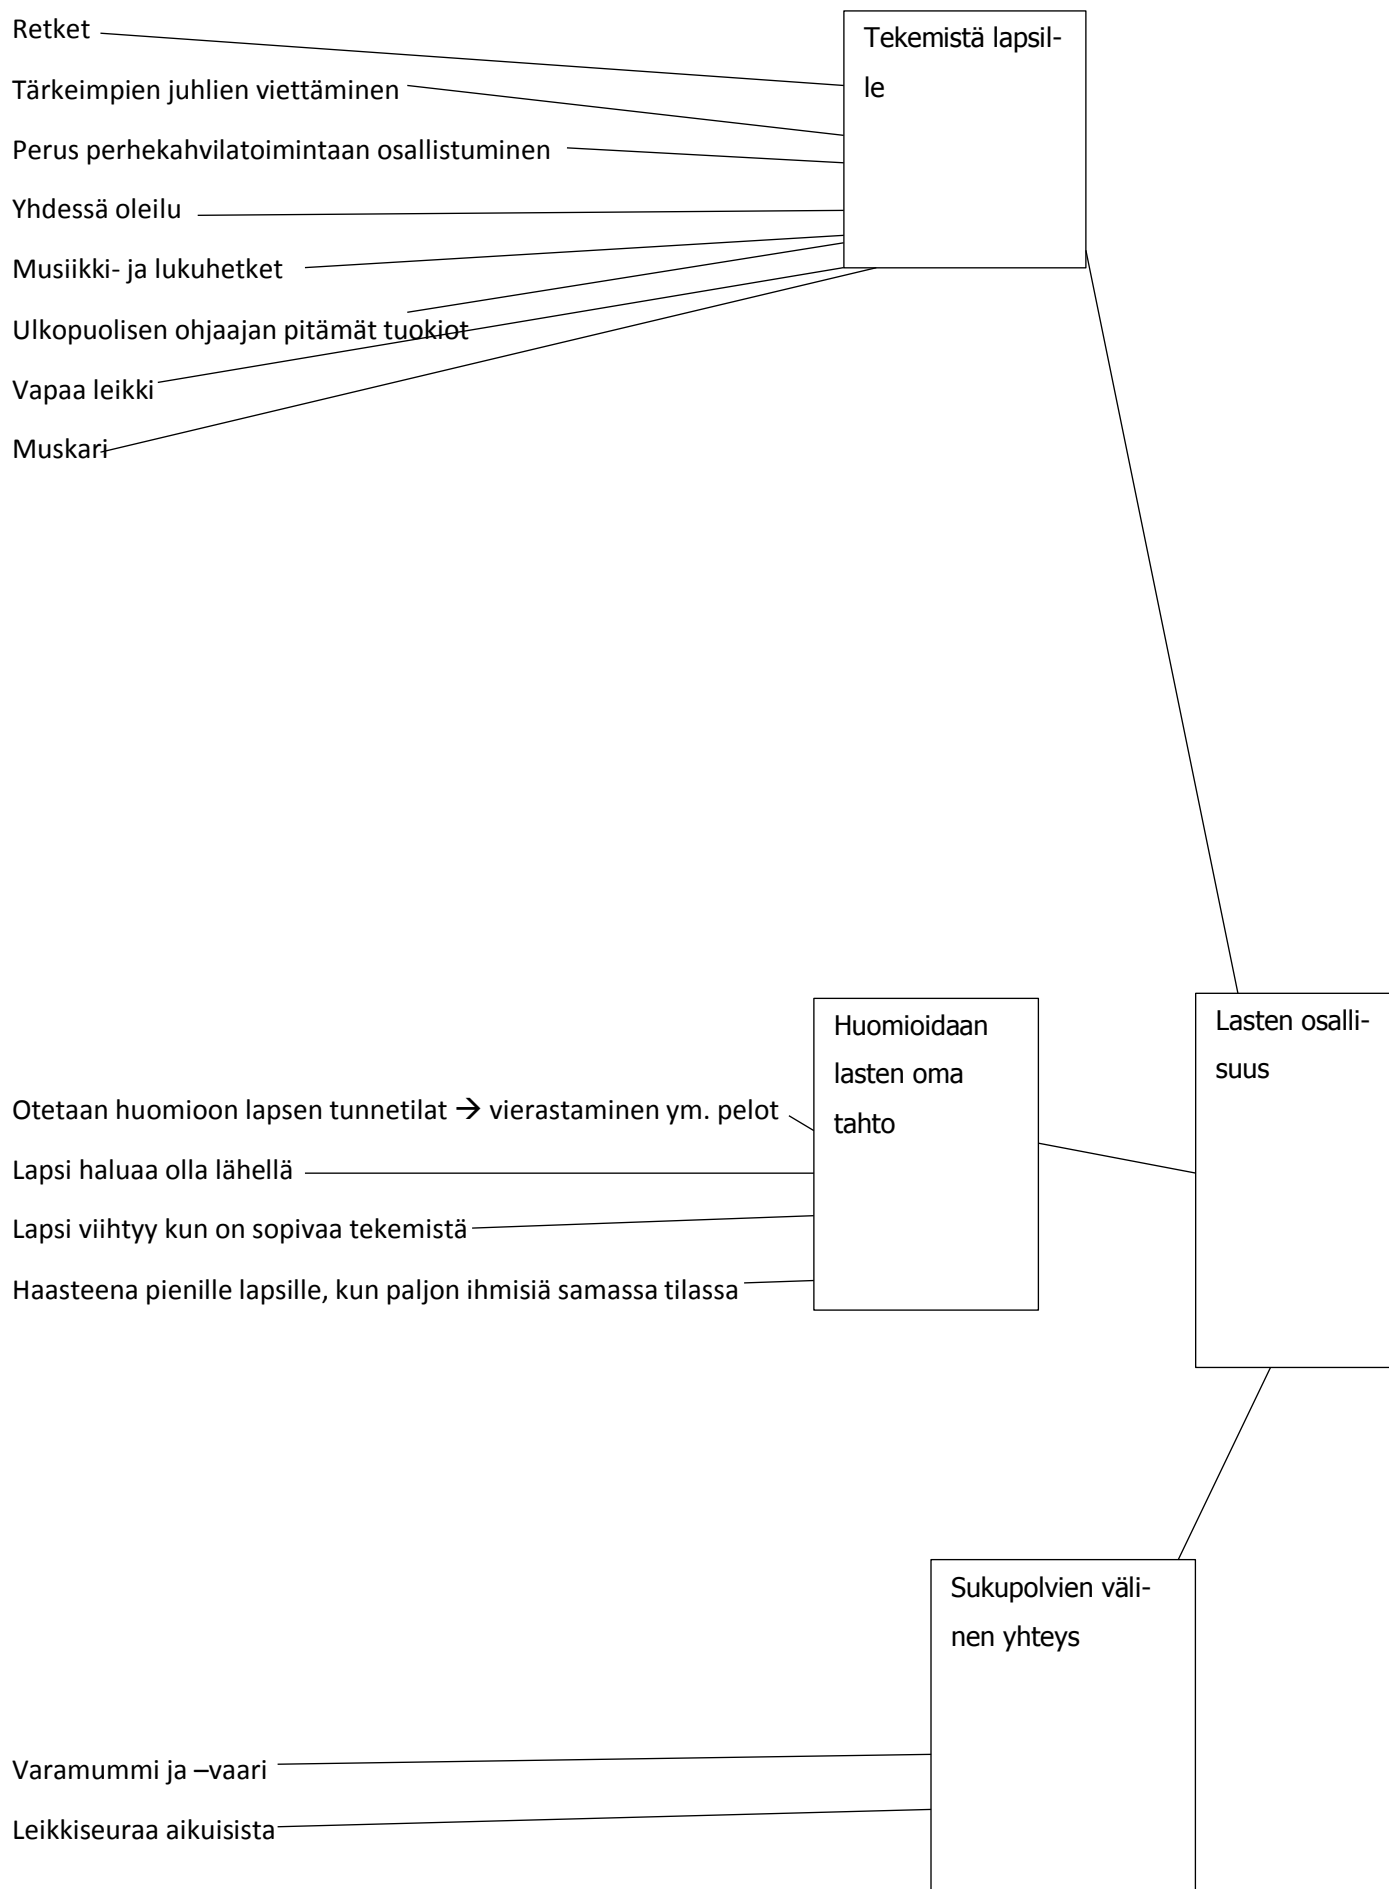 Retket
Tärkeimpien juhlien viettäminen
Perus perhekahvilatoimintaan osallistuminen
Yhdessä oleilu
Musiikki- ja lukuhetket
Ulkopuolisen ohjaajan pitämät tuokiot
Vapaa leikki
Muskari
Tekemistä lapsil-
le
Otetaan huomioon lapsen tunnetilat → vierastaminen ym. pelot
Lapsi haluaa olla lähellä
Lapsi viihtyy kun on sopivaa tekemistä
Haasteena pienille lapsille, kun paljon ihmisiä samassa tilassa
Huomioidaan
lasten oma
tahto
Lasten osalli-
suus
Sukupolvien väli-
nen yhteys
Varamummi ja –vaari
Leikkiseuraa aikuisista